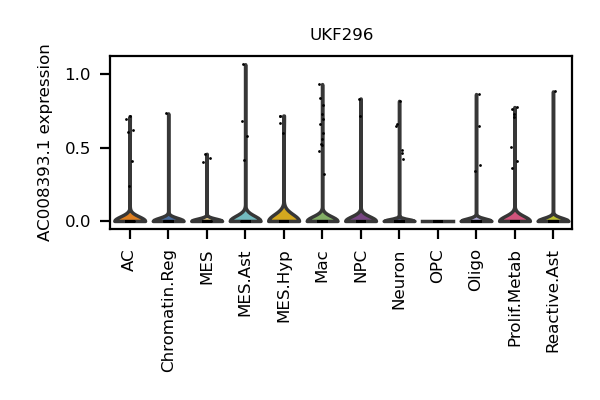 UKF296
AC008393.1 expression
1.0
0.5
0.0
AC
Chromatin.Reg
MES
MES.Ast
MES.Hyp
Mac
NPC
Neuron
OPC
Oligo
Prolif.Metab
Reactive.Ast